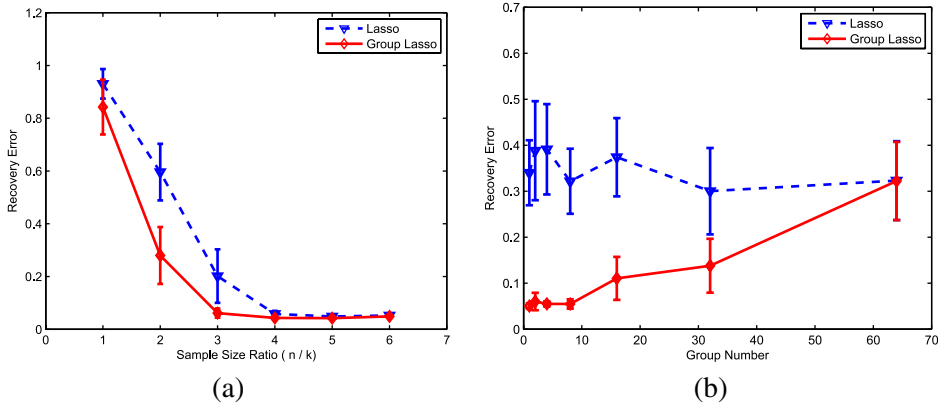 1.2
1
0.8
0.6
0.4
0.2
0
Recovery Error
Lasso
Group Lasso
0 1 2 3 4 5 6 7
Sample Size Ratio ( n / k)
(a)
0.7
0.6
0.5
0.4
0.3
0.2
0.1
0
Recovery Error
Lasso
Group Lasso
0 10 20 30 40 50 60 70
Group Number
(b)